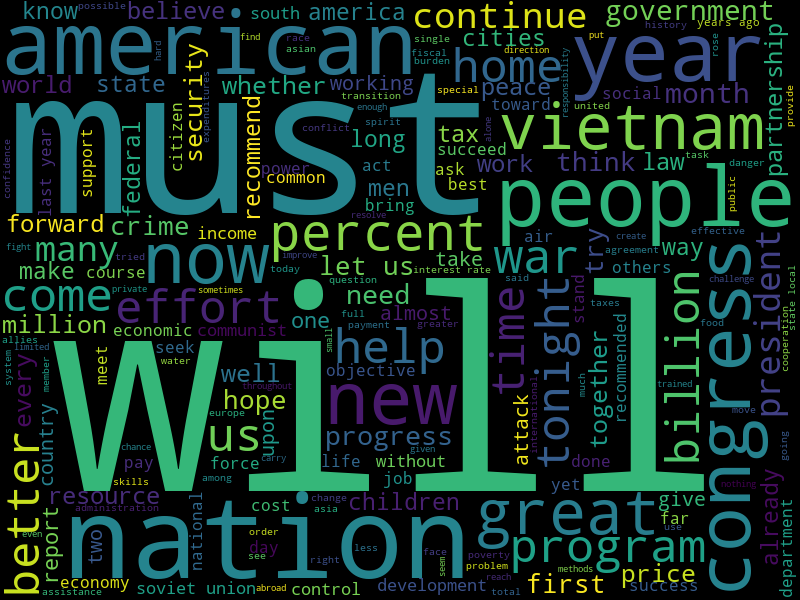 know possible believe south america continue government
american find race asian single cities know years ago
world state whether fiscal burden home direction year
must hard working peace put history rose
security transition toward social month
citizen expenditures enough special responsibility united partnership provide
confidence last year support federal recommend long tax succeed vietnam
conflict spirit power act ask work think law task
common men best alone danger
bring people public
forward crime income percent resolve
many now fight tried improve let us take war air try way others effective
make course today interest rate said create agreement
come effort private sometimes question need time tonight stand challenge state local
million economic communist one full almost billion president
allies seek help payment greater taxes food cooperation
limited water small objective together recommended
system member meet well trained
every hope new attack much move
better country us europe upon progress international going
chance force life given without done already nothing
resource pay skills among carry job yet
administration throughout
will
nation cost change asia children great give far use
report two national day order see less face poverty program congress
even right problem price department
economy soviet union abroad control seem development reach methods total first success
assistance